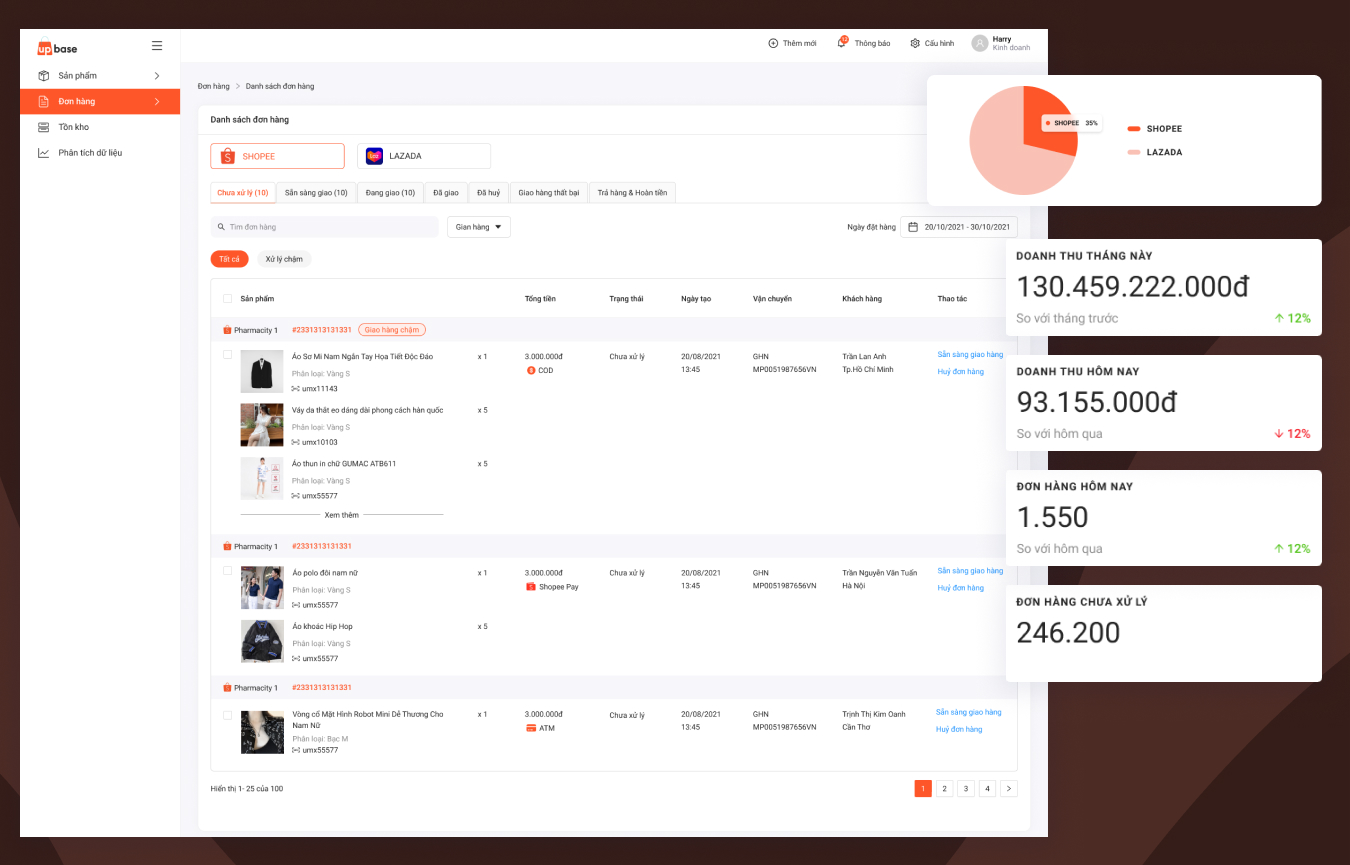 up base
Thêm mới
12
Thông báo
Cấu hình
Harry
Kinh doanh
Sản phẩm
Đơn hàng
Tồn kho
Phân tích dữ liệu
Đơn hàng > Danh sách đơn hàng
Danh sách đơn hàng
SHOPEE
LAZADA
Chưa xử lý (10)
Sẵn sàng giao (10)
Đang giao (10)
Đã giao
Đã huỷ
Giao hàng thất bại
Trả hàng & Hoàn tiền
Tìm đơn hàng
Gian hàng
Ngày đặt hàng
20/10/2021 - 30/10/2021
Tất cả
Xử lý chậm
Sản phẩm
Tổng tiền
Trạng thái
Ngày tạo
Vận chuyển
Khách hàng
Thao tác
Pharmacity 1 #2331313131331 Giao hàng chậm
Áo Sơ Mi Nam Ngắn Tay Họa Tiết Độc Đáo
Phân loại: Vàng S
umx11143
x 1
3.000.000đ
COD
Chưa xử lý
20/08/2021
13:45
GHN
MP0051987656VN
Trần Lan Anh
Tp.Hồ Chí Minh
Sẵn sàng giao hàng
Huỷ đơn hàng
Váy da thắt eo dáng dài phong cách hàn quốc
Phân loại: Vàng S
umx10103
x 5
Áo thun in chữ GUMAC ATB611
Phân loại: Vàng S
umx55577
x 5
Xem thêm
Pharmacity 1 #2331313131331
Áo polo đôi nam nữ
Phân loại: Vàng S
umx55577
x 1
3.000.000đ
Shopee Pay
Chưa xử lý
20/08/2021
13:45
GHN
MP0051987656VN
Trần Nguyễn Văn Tuấn
Hà Nội
Sẵn sàng giao hàng
Huỷ đơn hàng
Áo khoác Hip Hop
Phân loại: Vàng S
umx55577
x 5
Pharmacity 1 #2331313131331
Vòng cổ Mặt Hình Robot Mini Dễ Thương Cho
Nam Nữ
Phân loại: Bạc M
umx55577
x 1
3.000.000đ
ATM
Chưa xử lý
20/08/2021
13:45
GHN
MP0051987656VN
Trịnh Thị Kim Oanh
Cần Thơ
Sẵn sàng giao hàng
Huỷ đơn hàng
Hiển thị 1- 25 của 100
1 2 3 4 >
SHOPEE 35%
SHOPEE
LAZADA
DOANH THU THÁNG NÀY
130.459.222.000đ
So với tháng trước
12%
DOANH THU HÔM NAY
93.155.000đ
So với hôm qua
12%
ĐƠN HÀNG HÔM NAY
1.550
So với hôm qua
12%
ĐƠN HÀNG CHƯA XỬ LÝ
246.200